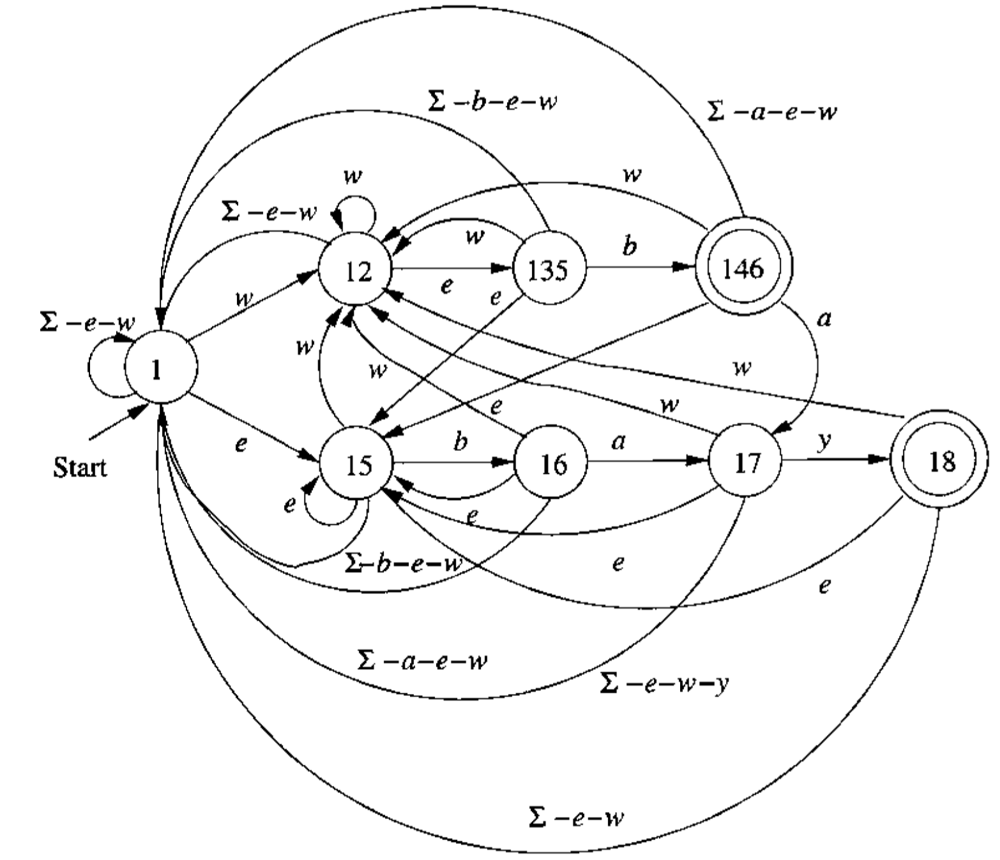 Σ -b-e-w
Σ -a-e-w
w
w
Σ -e-w
w
b
12
135
146
e
e
w
Σ -e-w
a
w
1
w
w
e
w
e
b
a
y
Start
15
16
17
18
e
e
Σ-b-e-w
e
e
Σ -a-e-w
Σ -e-w-y
Σ -e-w